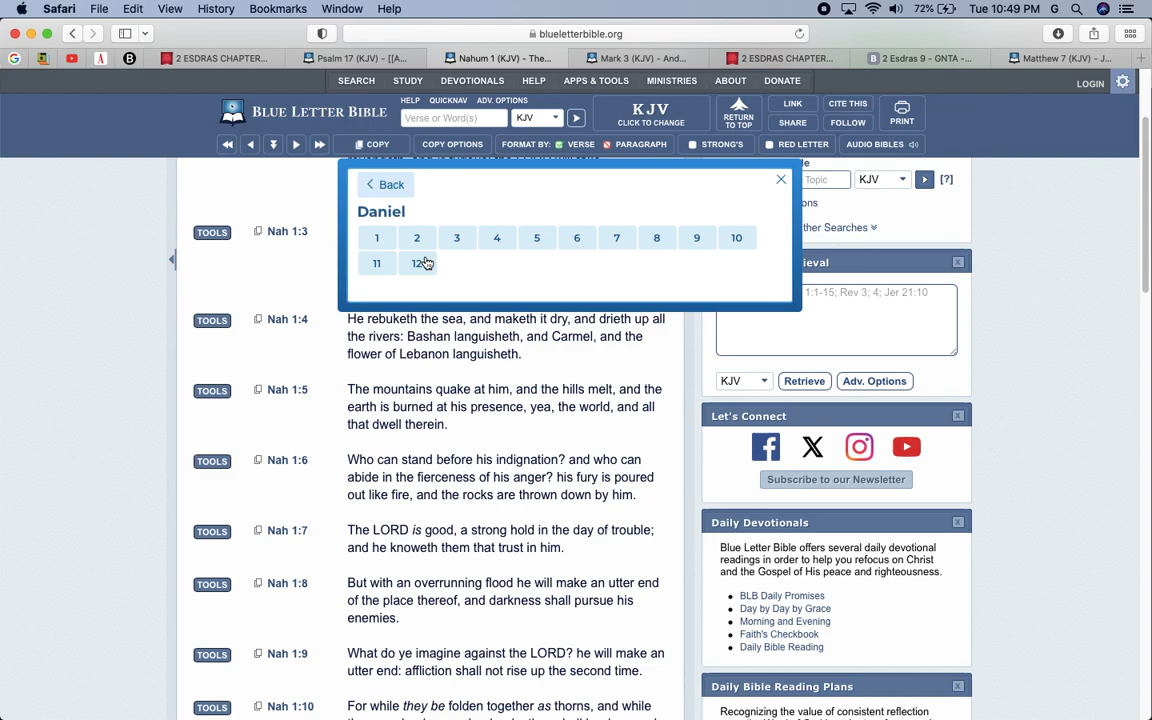 Safari File Edit View History Bookmarks Window Help
72% Tue 10:49 PM G
blueletterbible.org
2 ESDRAS CHAPTER...
Psalm 17 (KJV) - [[A...
Nahum 1 (KJV) - The...
Mark 3 (KJV) - And...
2 ESDRAS CHAPTER...
2 Esdras 9 - GNTA -...
Matthew 7 (KJV) - J...
SEARCH STUDY DEVOTIONALS HELP APPS & TOOLS MINISTRIES ABOUT DONATE
LOGIN
BLUE LETTER BIBLE
HELP QUICKNAV ADV. OPTIONS
Verse or Word(s) KJV
KJV
CLICK TO CHANGE
RETURN
TO TOP
LINK CITE THIS
SHARE FOLLOW
PRINT
COPY COPY OPTIONS FORMAT BY: VERSE PARAGRAPH STRONG'S RED LETTER AUDIO BIBLES
Back
Daniel
1 2 3 4 5 6 7 8 9 10
11 12
Topic KJV [?]
ons
her Searches
ieval
1:1-15; Rev 3; 4; Jer 21:10
KJV Retrieve Adv. Options
TOOLS Nah 1:3
TOOLS Nah 1:4 He rebuketh the sea, and maketh it dry, and drieth up all
the rivers: Bashan languisheth, and Carmel, and the
flower of Lebanon languisheth.
TOOLS Nah 1:5 The mountains quake at him, and the hills melt, and the
earth is burned at his presence, yea, the world, and all
that dwell therein.
TOOLS Nah 1:6 Who can stand before his indignation? and who can
abide in the fierceness of his anger? his fury is poured
out like fire, and the rocks are thrown down by him.
TOOLS Nah 1:7 The LORD is good, a strong hold in the day of trouble;
and he knoweth them that trust in him.
TOOLS Nah 1:8 But with an overrunning flood he will make an utter end
of the place thereof, and darkness shall pursue his
enemies.
TOOLS Nah 1:9 What do ye imagine against the LORD? he will make an
utter end: affliction shall not rise up the second time.
TOOLS Nah 1:10 For while they be folden together as thorns, and while
Let's Connect
Subscribe to our Newsletter
Daily Devotionals
Blue Letter Bible offers several daily devotional
readings in order to help you refocus on Christ
and the Gospel of His peace and righteousness.
BLB Daily Promises
Day by Day by Grace
Morning and Evening
Faith's Checkbook
Daily Bible Reading
Daily Bible Reading Plans
Recognizing the value of consistent reflection